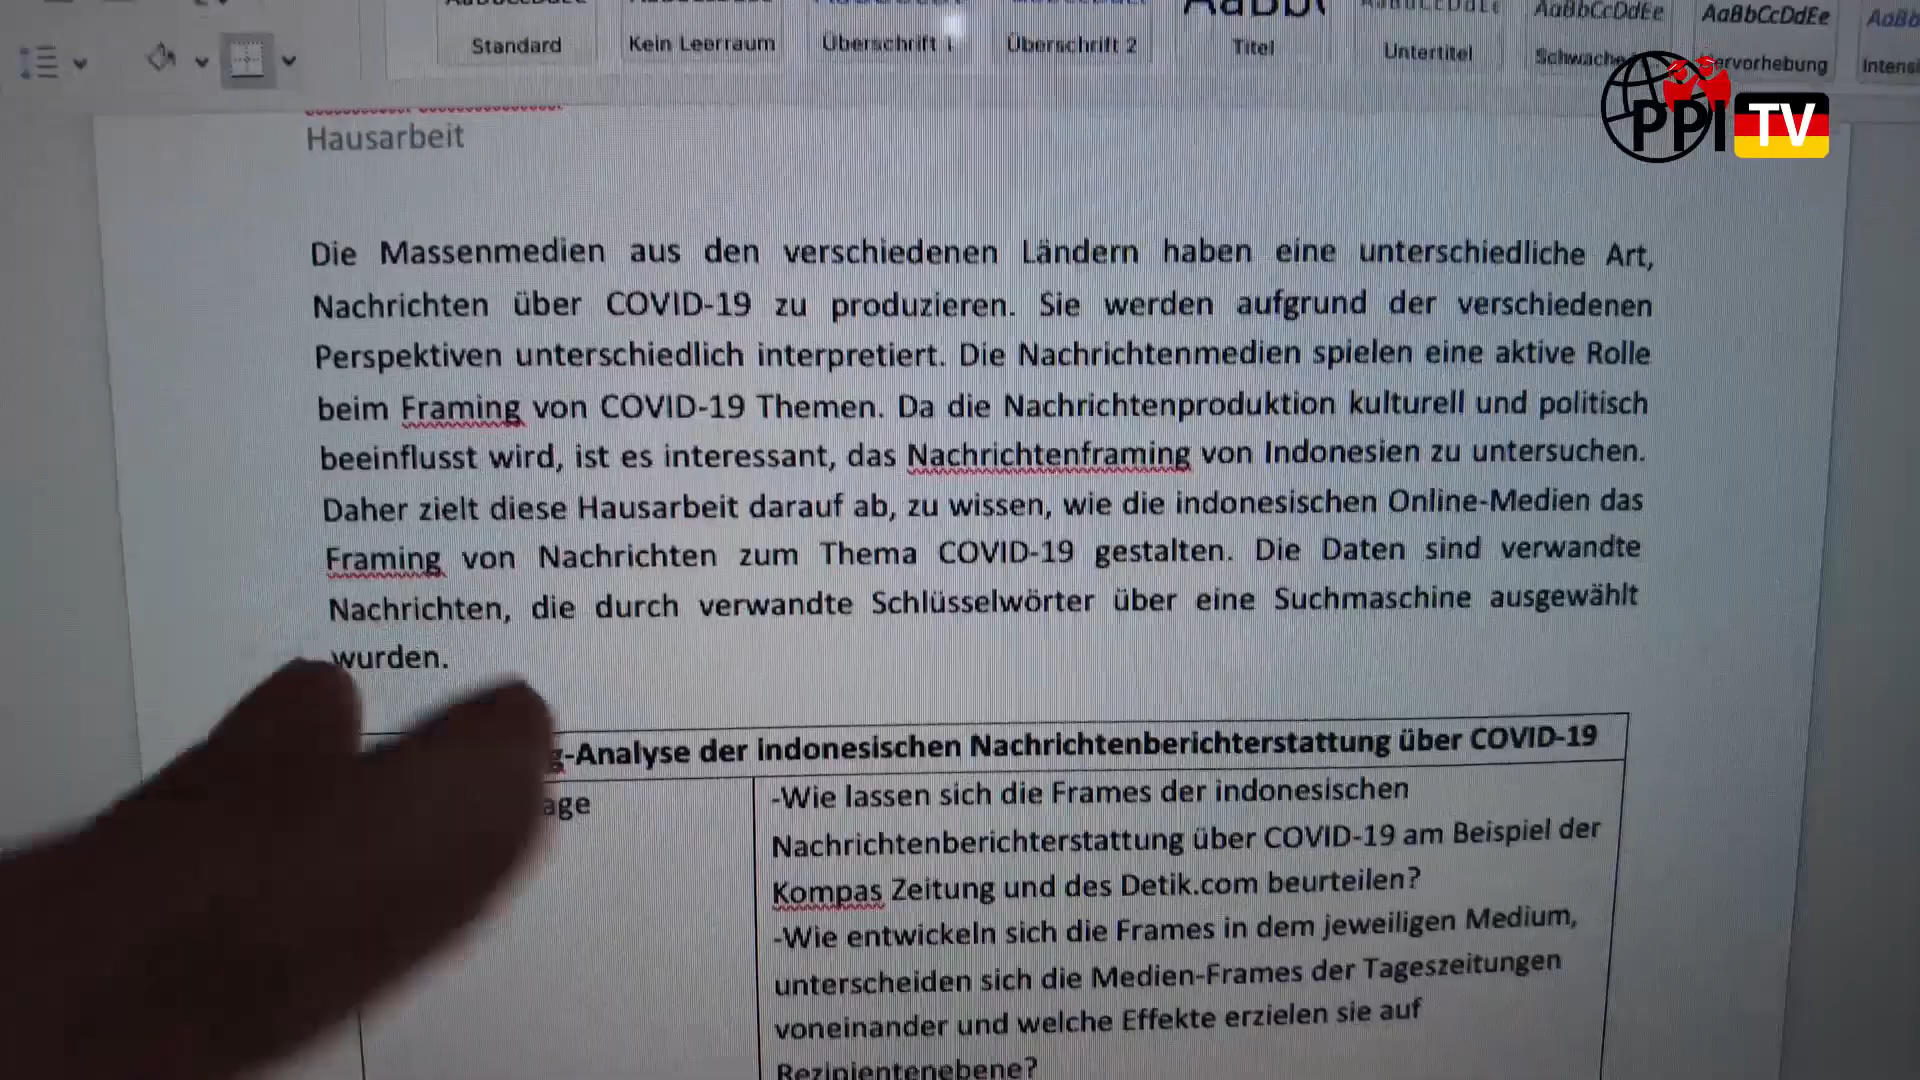 Standard
Kein Leerraum
Überschrift 1
Überschrift 2
Titel
Untertitel
AaBbCcDdEe
AaBbCcDdEe
PPI TV
Hausarbeit
Die Massenmedien aus den verschiedenen Ländern haben eine unterschiedliche Art,
Nachrichten über COVID-19 zu produzieren. Sie werden aufgrund der verschiedenen
Perspektiven unterschiedlich interpretiert. Die Nachrichtenmedien spielen eine aktive Rolle
beim Framing von COVID-19 Themen. Da die Nachrichtenproduktion kulturell und politisch
beeinflusst wird, ist es interessant, das Nachrichtenframing von Indonesien zu untersuchen.
Daher zielt diese Hausarbeit darauf ab, zu wissen, wie die indonesischen Online-Medien das
Framing von Nachrichten zum Thema COVID-19 gestalten. Die Daten sind verwandte
Nachrichten, die durch verwandte Schlüsselwörter über eine Suchmaschine ausgewählt
wurden.
g-Analyse der indonesischen Nachrichtenberichterstattung über COVID-19
age
-Wie lassen sich die Frames der indonesischen
Nachrichtenberichterstattung über COVID-19 am Beispiel der
Kompas Zeitung und des Detik.com beurteilen?
-Wie entwickeln sich die Frames in dem jeweiligen Medium,
unterscheiden sich die Medien-Frames der Tageszeitungen
voneinander und welche Effekte erzielen sie auf
Rezipientenebene?